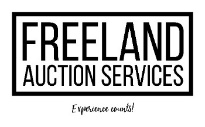 FREELAND
AUCTION SERVICES
Experience counts!